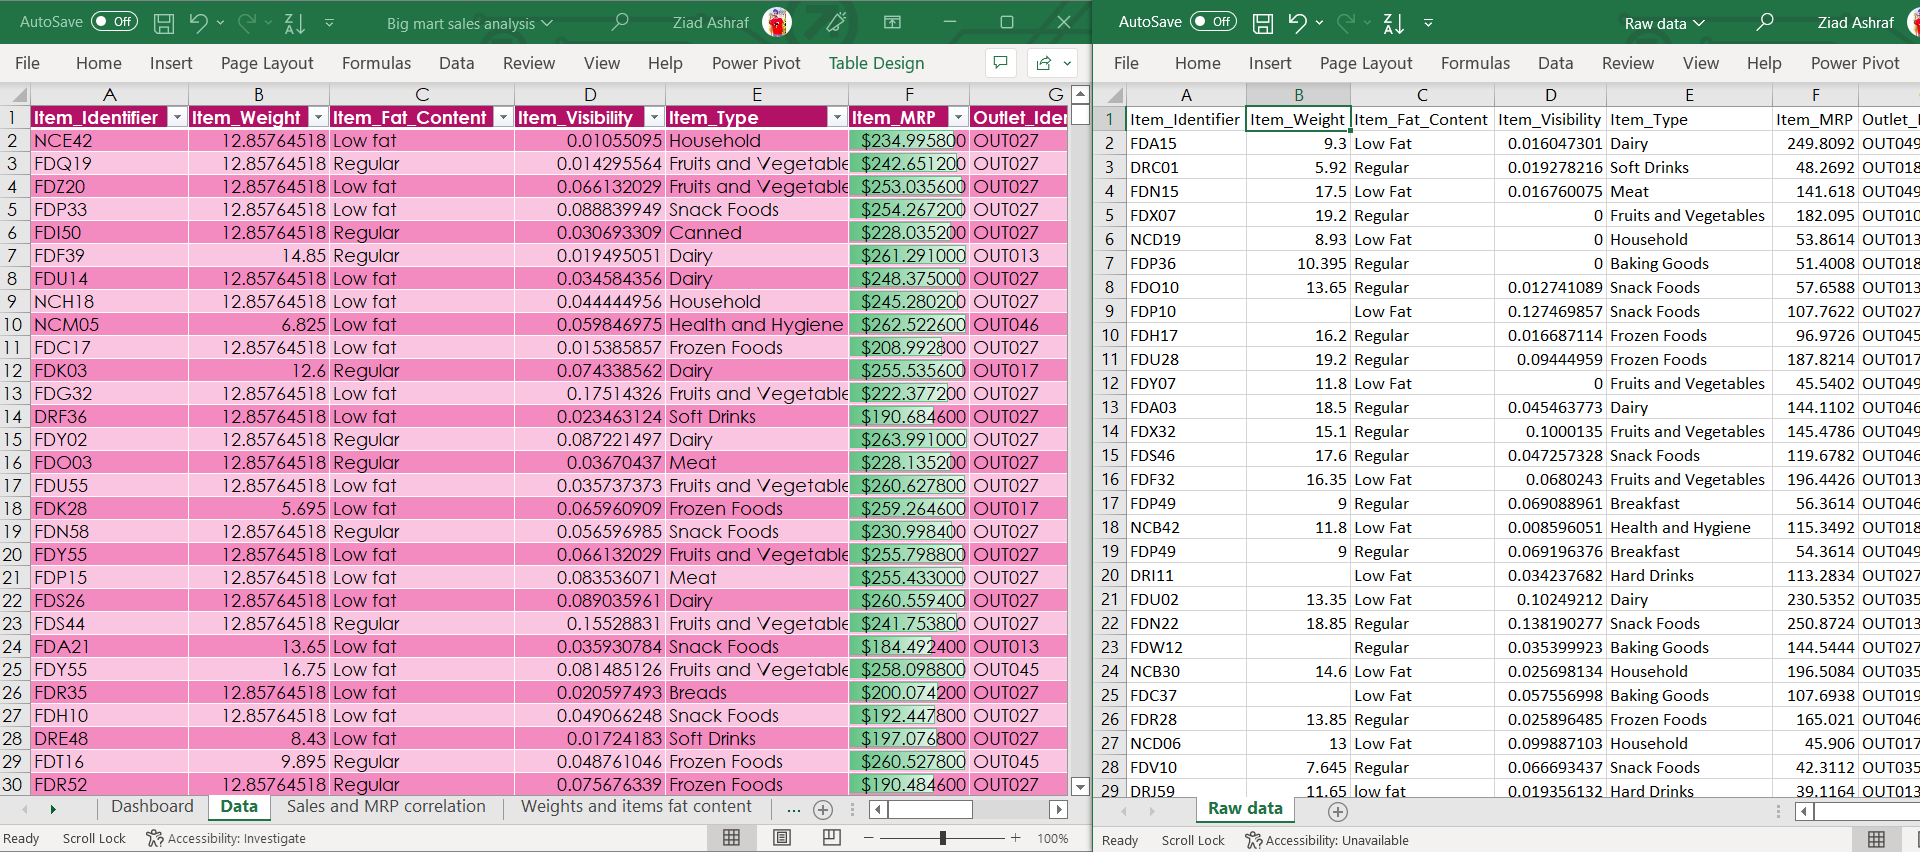 AutoSave Off Big mart sales analysis Ziad Ashraf
File Home Insert Page Layout Formulas Data Review View Help Power Pivot Table Design
A B C D E F G
1 Item_Identifier Item_Weight Item_Fat_Content Item_Visibility Item_Type Item_MRP Outlet_Ider
2 NCE42 12.85764518 Low fat 0.01055095 Household $234.995800 OUT027
3 FDQ19 12.85764518 Regular 0.014295564 Fruits and Vegetable $242.651200 OUT027
4 FDZ20 12.85764518 Low fat 0.066132029 Fruits and Vegetable $253.035600 OUT027
5 FDP33 12.85764518 Low fat 0.088839949 Snack Foods $254.267200 OUT027
6 FDI50 12.85764518 Regular 0.030693309 Canned $228.035200 OUT027
7 FDF39 14.85 Regular 0.019495051 Dairy $261.291000 OUT013
8 FDU14 12.85764518 Low fat 0.034584356 Dairy $248.375000 OUT027
9 NCH18 12.85764518 Low fat 0.044444956 Household $245.280200 OUT027
10 NCM05 6.825 Low fat 0.059846975 Health and Hygiene $262.522600 OUT046
11 FDC17 12.85764518 Low fat 0.015385857 Frozen Foods $208.992800 OUT027
12 FDK03 12.6 Regular 0.074338562 Dairy $255.535600 OUT017
13 FDG32 12.85764518 Low fat 0.17514326 Fruits and Vegetable $222.377200 OUT027
14 DRF36 12.85764518 Low fat 0.023463124 Soft Drinks $190.684600 OUT027
15 FDY02 12.85764518 Regular 0.087221497 Dairy $263.991000 OUT027
16 FDO03 12.85764518 Regular 0.03670437 Meat $228.135200 OUT027
17 FDU55 12.85764518 Low fat 0.035737373 Fruits and Vegetable $260.627800 OUT027
18 FDK28 5.695 Low fat 0.065960909 Frozen Foods $259.264600 OUT017
19 FDN58 12.85764518 Regular 0.056596985 Snack Foods $230.998400 OUT027
20 FDY55 12.85764518 Low fat 0.066132029 Fruits and Vegetable $255.798800 OUT027
21 FDP15 12.85764518 Low fat 0.083536071 Meat $255.433000 OUT027
22 FDS26 12.85764518 Low fat 0.089035961 Dairy $260.559400 OUT027
23 FDS44 12.85764518 Regular 0.15528831 Fruits and Vegetable $241.753800 OUT027
24 FDA21 13.65 Low fat 0.035930784 Snack Foods $184.492400 OUT013
25 FDY55 16.75 Low fat 0.081485126 Fruits and Vegetable $258.098800 OUT045
26 FDR35 12.85764518 Low fat 0.020597493 Breads $200.074200 OUT027
27 FDH10 12.85764518 Low fat 0.049066248 Snack Foods $192.447800 OUT027
28 DRE48 8.43 Low fat 0.01724183 Soft Drinks $197.076800 OUT027
29 FDT16 9.895 Regular 0.048761046 Frozen Foods $260.527800 OUT045
30 FDR52 12.85764518 Regular 0.075676339 Frozen Foods $190.484600 OUT027
Dashboard Data Sales and MRP correlation Weights and items fat content ...
Ready Scroll Lock Accessibility: Investigate 100%
AutoSave Off Raw data Ziad Ashraf
File Home Insert Page Layout Formulas Data Review View Help Power Pivot
A B C D E F
1 Item_Identifier Item_Weight Item_Fat_Content Item_Visibility Item_Type Item_MRP Outlet_I
2 FDA15 9.3 Low Fat 0.016047301 Dairy 249.8092 OUT049
3 DRC01 5.92 Regular 0.019278216 Soft Drinks 48.2692 OUT018
4 FDN15 17.5 Low Fat 0.016760075 Meat 141.618 OUT049
5 FDX07 19.2 Regular 0 Fruits and Vegetables 182.095 OUT010
6 NCD19 8.93 Low Fat 0 Household 53.8614 OUT013
7 FDP36 10.395 Regular 0 Baking Goods 51.4008 OUT018
8 FDO10 13.65 Regular 0.012741089 Snack Foods 57.6588 OUT013
9 FDP10 Low Fat 0.127469857 Snack Foods 107.7622 OUT027
10 FDH17 16.2 Regular 0.016687114 Frozen Foods 96.9726 OUT045
11 FDU28 19.2 Regular 0.09444959 Frozen Foods 187.8214 OUT017
12 FDY07 11.8 Low Fat 0 Fruits and Vegetables 45.5402 OUT049
13 FDA03 18.5 Regular 0.045463773 Dairy 144.1102 OUT046
14 FDX32 15.1 Regular 0.1000135 Fruits and Vegetables 145.4786 OUT049
15 FDS46 17.6 Regular 0.047257328 Snack Foods 119.6782 OUT046
16 FDF32 16.35 Low Fat 0.0680243 Fruits and Vegetables 196.4426 OUT013
17 FDP49 9 Regular 0.069088961 Breakfast 56.3614 OUT046
18 NCB42 11.8 Low Fat 0.008596051 Health and Hygiene 115.3492 OUT018
19 FDP49 9 Regular 0.069196376 Breakfast 54.3614 OUT049
20 DRI11 Low Fat 0.034237682 Hard Drinks 113.2834 OUT027
21 FDU02 13.35 Low Fat 0.10249212 Dairy 230.5352 OUT035
22 FDN22 18.85 Regular 0.138190277 Snack Foods 250.8724 OUT013
23 FDW12 Regular 0.035399923 Baking Goods 144.5444 OUT027
24 NCB30 14.6 Low Fat 0.025698134 Household 196.5084 OUT035
25 FDC37 Low Fat 0.057556998 Baking Goods 107.6938 OUT019
26 FDR28 13.85 Regular 0.025896485 Frozen Foods 165.021 OUT046
27 NCD06 13 Low Fat 0.099887103 Household 45.906 OUT017
28 FDV10 7.645 Regular 0.066693437 Snack Foods 42.3112 OUT035
29 DRJ59 11.65 low fat 0.019356132 Hard Drinks 39.1164 OUT013
Raw data
Ready Scroll Lock Accessibility: Unavailable